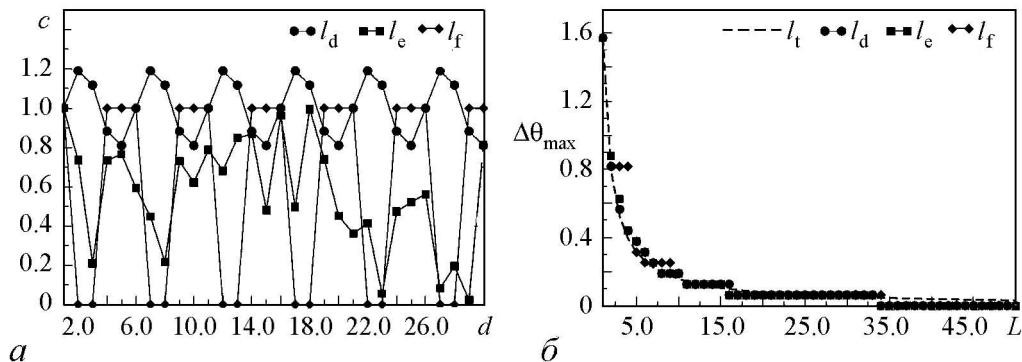 c l_d l_e l_f
1.2
1.0
0.8
0.6
0.4
0.2
0
2.0 6.0 10.0 14.0 18.0 22.0 26.0 d
а
l_t l_d l_e l_f
1.6
1.2
Δθ_max
0.8
0.4
0
5.0 15.0 25.0 35.0 45.0 L
б